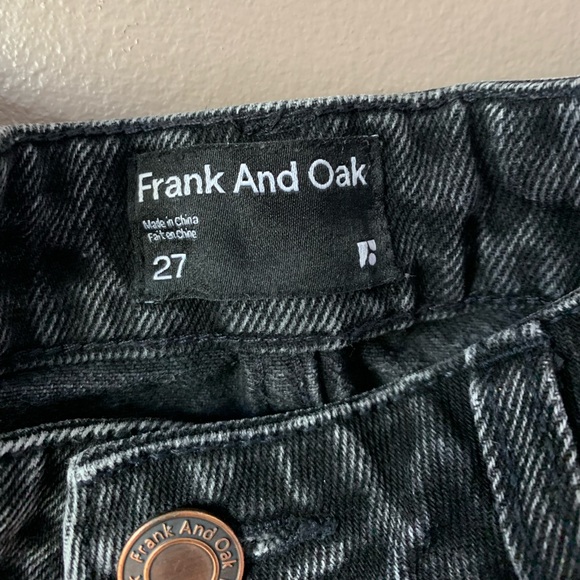 Frank And Oak
Made in China
Fait en Chine
27
Frank And Oak